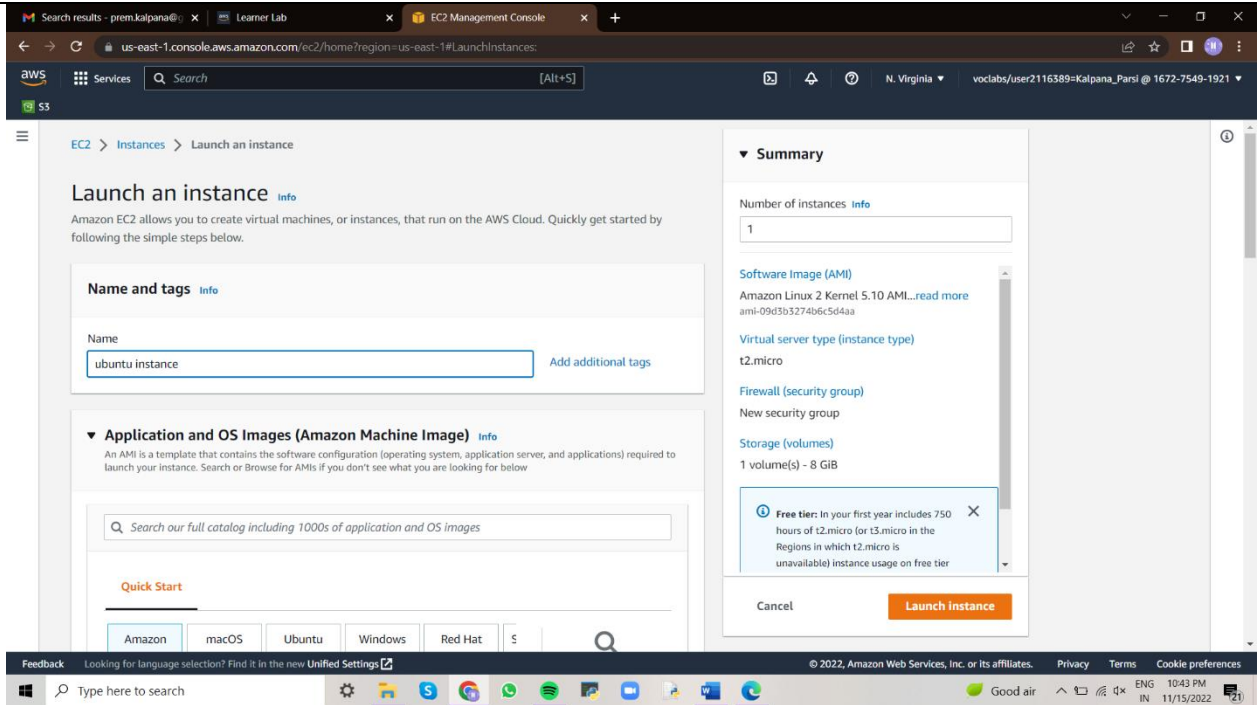 Search results - prem.kalpana@g
Learner Lab
EC2 Management Console
us-east-1.console.aws.amazon.com/ec2/home?region=us-east-1#LaunchInstances:
aws
Services
Search
[Alt+S]
N. Virginia
voclabs/user2116389=Kalpana_Parsi @ 1672-7549-1921
S3
EC2 > Instances > Launch an instance
Launch an instance Info
Amazon EC2 allows you to create virtual machines, or instances, that run on the AWS Cloud. Quickly get started by
following the simple steps below.
Name and tags Info
Name
ubuntu instance
Add additional tags
Application and OS Images (Amazon Machine Image) Info
An AMI is a template that contains the software configuration (operating system, application server, and applications) required to
launch your instance. Search or Browse for AMIs if you don't see what you are looking for below
Search our full catalog including 1000s of application and OS images
Quick Start
Amazon
macOS
Ubuntu
Windows
Red Hat
S
Summary
Number of instances Info
1
Software Image (AMI)
Amazon Linux 2 Kernel 5.10 AMI...read more
ami-09d3b3274b6c5d4aa
Virtual server type (instance type)
t2.micro
Firewall (security group)
New security group
Storage (volumes)
1 volume(s) - 8 GiB
Free tier: In your first year includes 750
hours of t2.micro (or t3.micro in the
Regions in which t2.micro is
unavailable) instance usage on free tier
Cancel
Launch instance
Feedback
Looking for language selection? Find it in the new Unified Settings
© 2022, Amazon Web Services, Inc. or its affiliates.
Privacy
Terms
Cookie preferences
Type here to search
Good air
ENG
IN
10:43 PM
11/15/2022
21